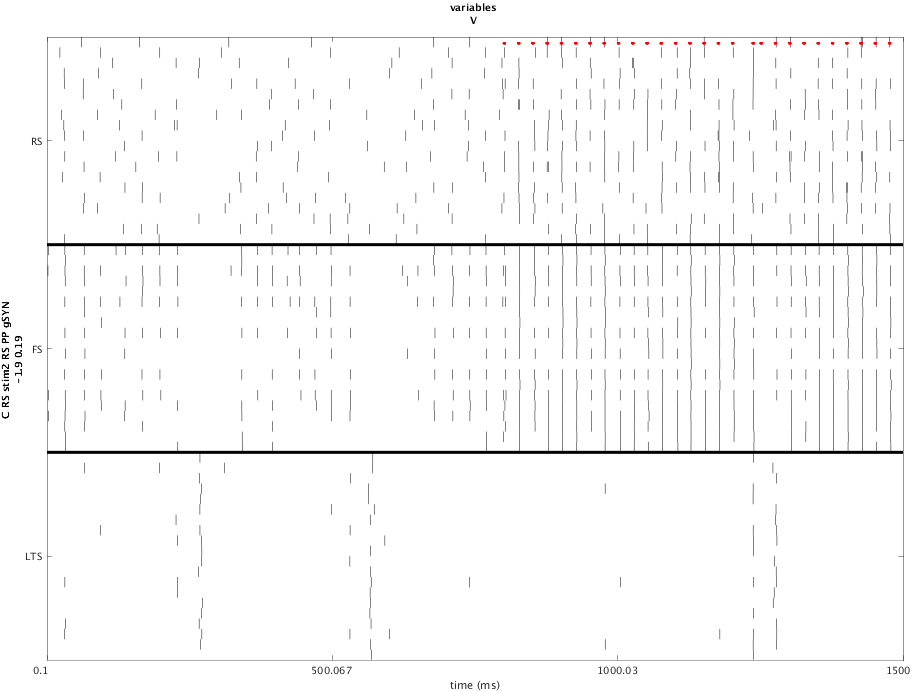 variables
V
RS
FS
LTS
C RS stim2 RS PP gSYN
-1.9 0.19
0.1
500.067
1000.03
1500
time (ms)